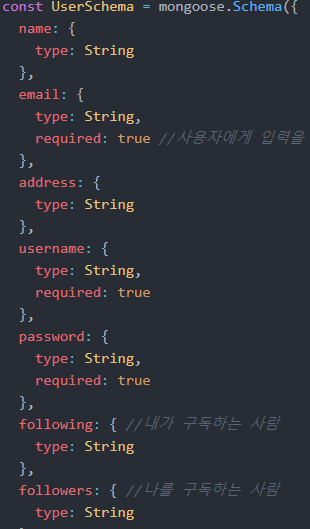 const UserSchema = mongoose.Schema({
  name: {
    type: String
  },
  email: {
    type: String,
    required: true //사용자에게 입력을
  },
  address: {
    type: String
  },
  username: {
    type: String,
    required: true
  },
  password: {
    type: String,
    required: true
  },
  following: { //내가 구독하는 사람
    type: String
  },
  followers: { //나를 구독하는 사람
    type: String